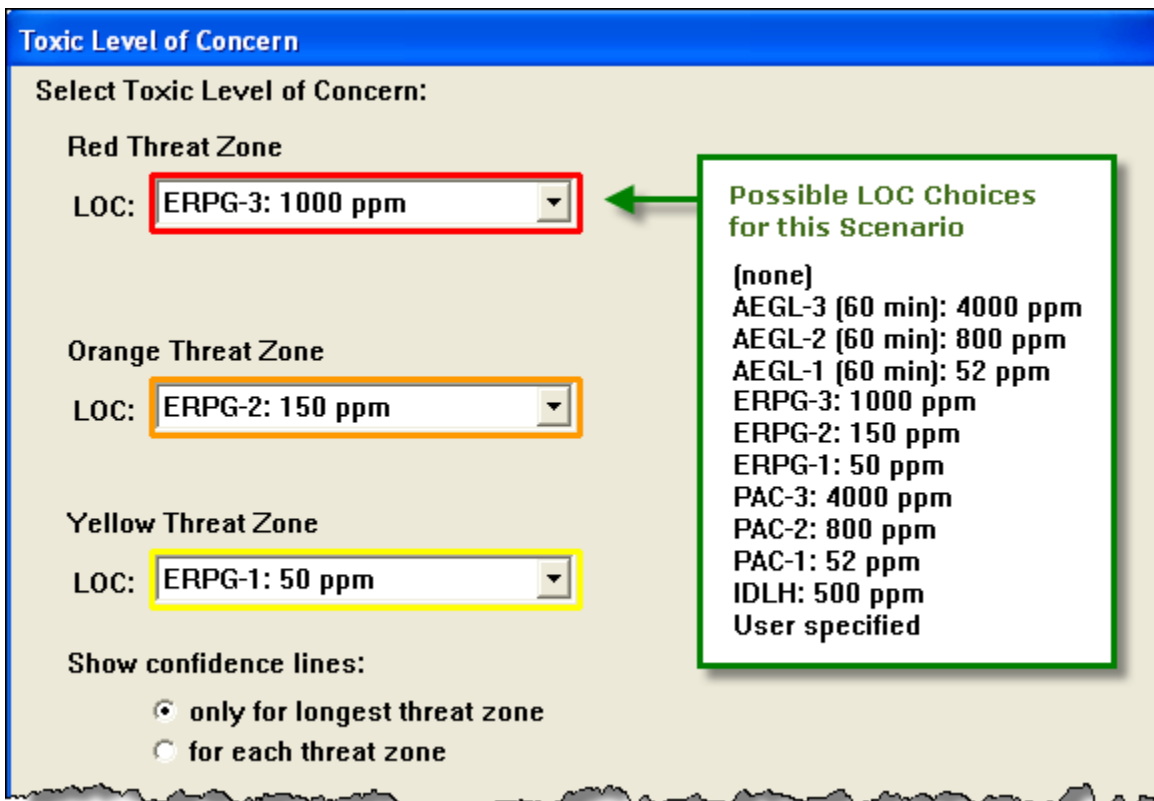 Toxic Level of Concern
Select Toxic Level of Concern:
Red Threat Zone
LOC: ERPG-3: 1000 ppm
Orange Threat Zone
LOC: ERPG-2: 150 ppm
Yellow Threat Zone
LOC: ERPG-1: 50 ppm
Show confidence lines:
only for longest threat zone
for each threat zone
Possible LOC Choices
for this Scenario
(none)
AEGL-3 (60 min): 4000 ppm
AEGL-2 (60 min): 800 ppm
AEGL-1 (60 min): 52 ppm
ERPG-3: 1000 ppm
ERPG-2: 150 ppm
ERPG-1: 50 ppm
PAC-3: 4000 ppm
PAC-2: 800 ppm
PAC-1: 52 ppm
IDLH: 500 ppm
User specified